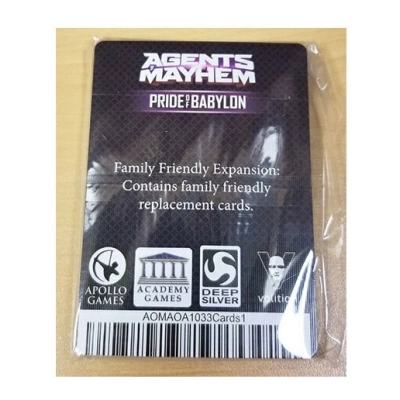 AGENTS
OF MAYHEM
PRIDE OF BABYLON
Family Friendly Expansion:
Contains family friendly
replacement cards.
APOLLO
GAMES
ACADEMY
GAMES
DEEP
SILVER
volition
AOMAOA1033Cards1